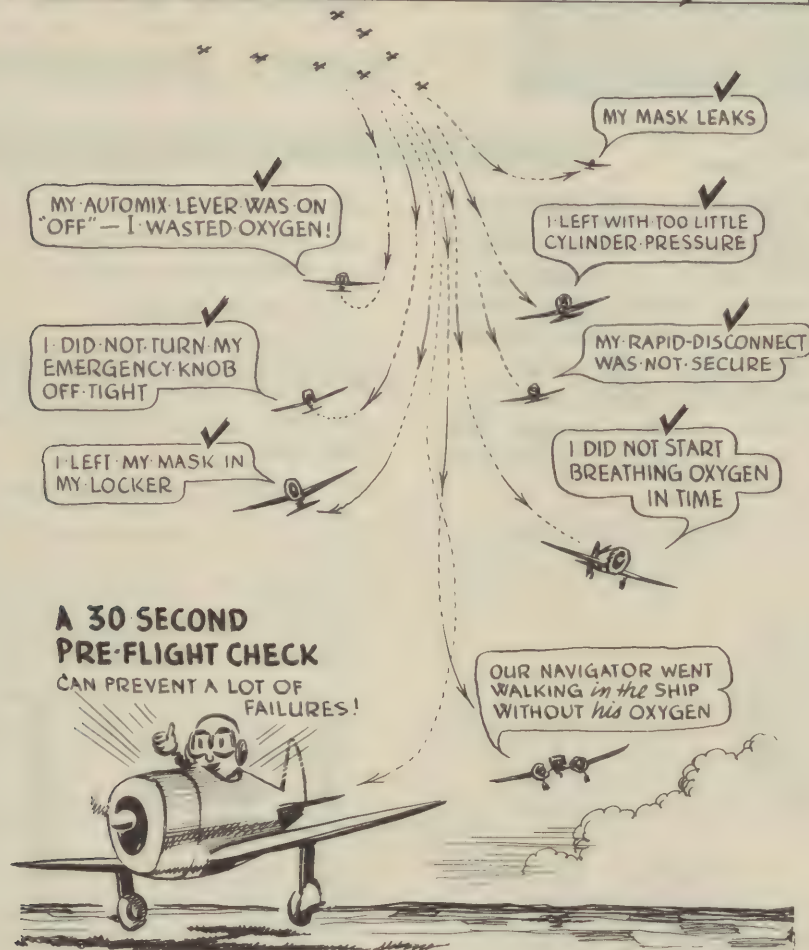 MY MASK LEAKS
MY·AUTOMIX·LEVER·WAS·ON
"OFF"—I·WASTED·OXYGEN!
I·LEFT·WITH·TOO·LITTLE
CYLINDER·PRESSURE
I·DID·NOT·TURN·MY
EMERGENCY·KNOB
OFF·TIGHT
MY·RAPID-DISCONNECT
WAS·NOT·SECURE
I·LEFT·MY·MASK·IN
MY·LOCKER
I DID NOT START
BREATHING OXYGEN
IN TIME
A 30 SECOND
PRE-FLIGHT CHECK
CAN PREVENT A LOT OF
FAILURES!
OUR NAVIGATOR WENT
WALKING in the SHIP
WITHOUT his OXYGEN